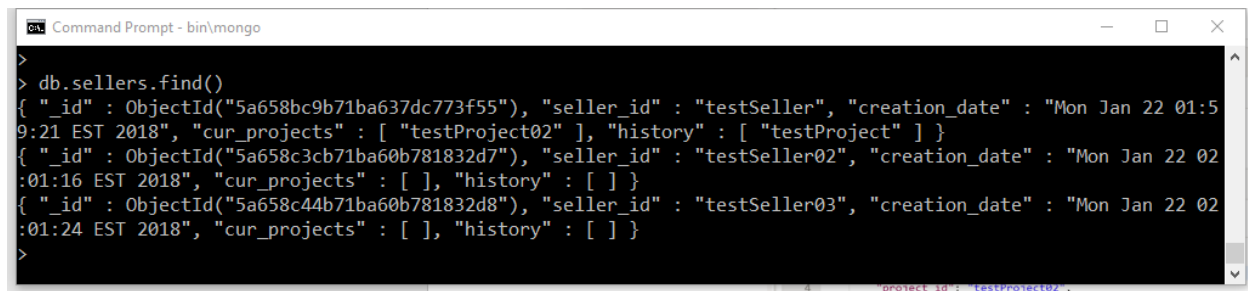 Command Prompt - bin\mongo
>
> db.sellers.find()
{ "_id" : ObjectId("5a658bc9b71ba637dc773f55"), "seller_id" : "testSeller", "creation_date" : "Mon Jan 22 01:5
9:21 EST 2018", "cur_projects" : [ "testProject02" ], "history" : [ "testProject" ] }
{ "_id" : ObjectId("5a658c3cb71ba60b781832d7"), "seller_id" : "testSeller02", "creation_date" : "Mon Jan 22 02
:01:16 EST 2018", "cur_projects" : [ ], "history" : [ ] }
{ "_id" : ObjectId("5a658c44b71ba60b781832d8"), "seller_id" : "testSeller03", "creation_date" : "Mon Jan 22 02
:01:24 EST 2018", "cur_projects" : [ ], "history" : [ ] }
>
4 "project_id": "testProject02",